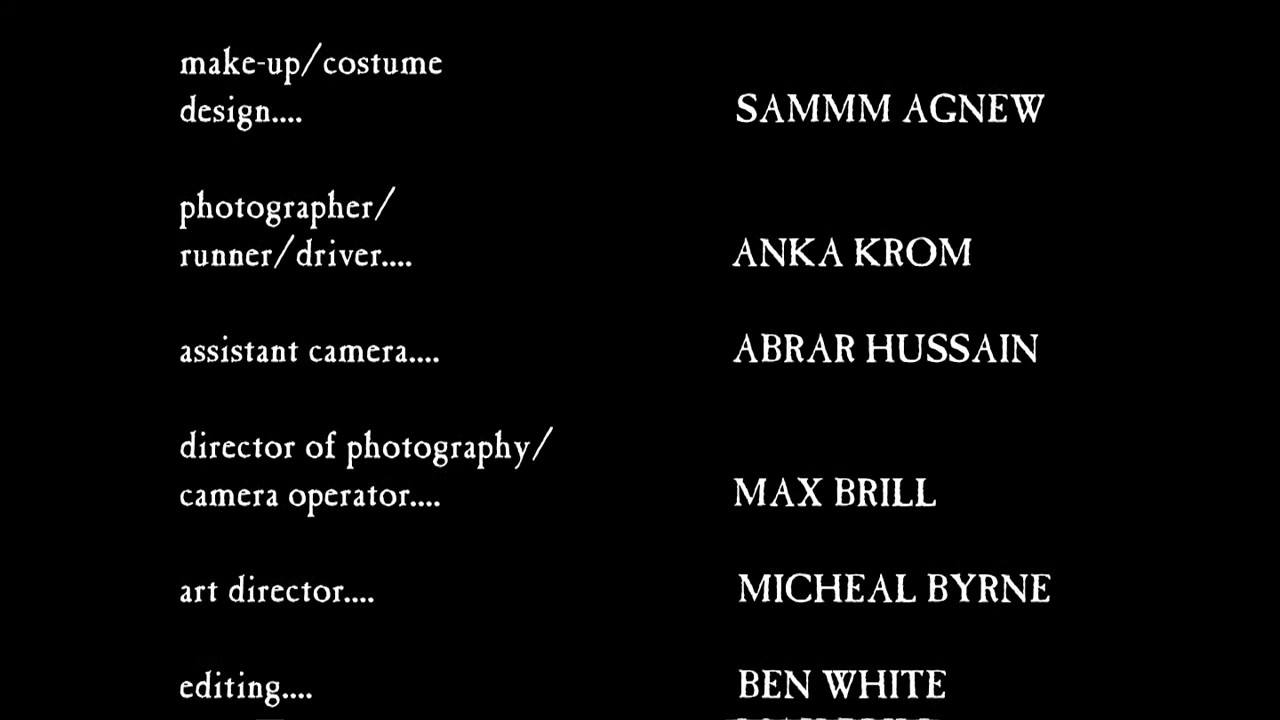 make-up/costume
design.... SAMMM AGNEW
photographer/
runner/driver.... ANKA KROM
assistant camera.... ABRAR HUSSAIN
director of photography/
camera operator.... MAX BRILL
art director.... MICHEAL BYRNE
editing.... BEN WHITE